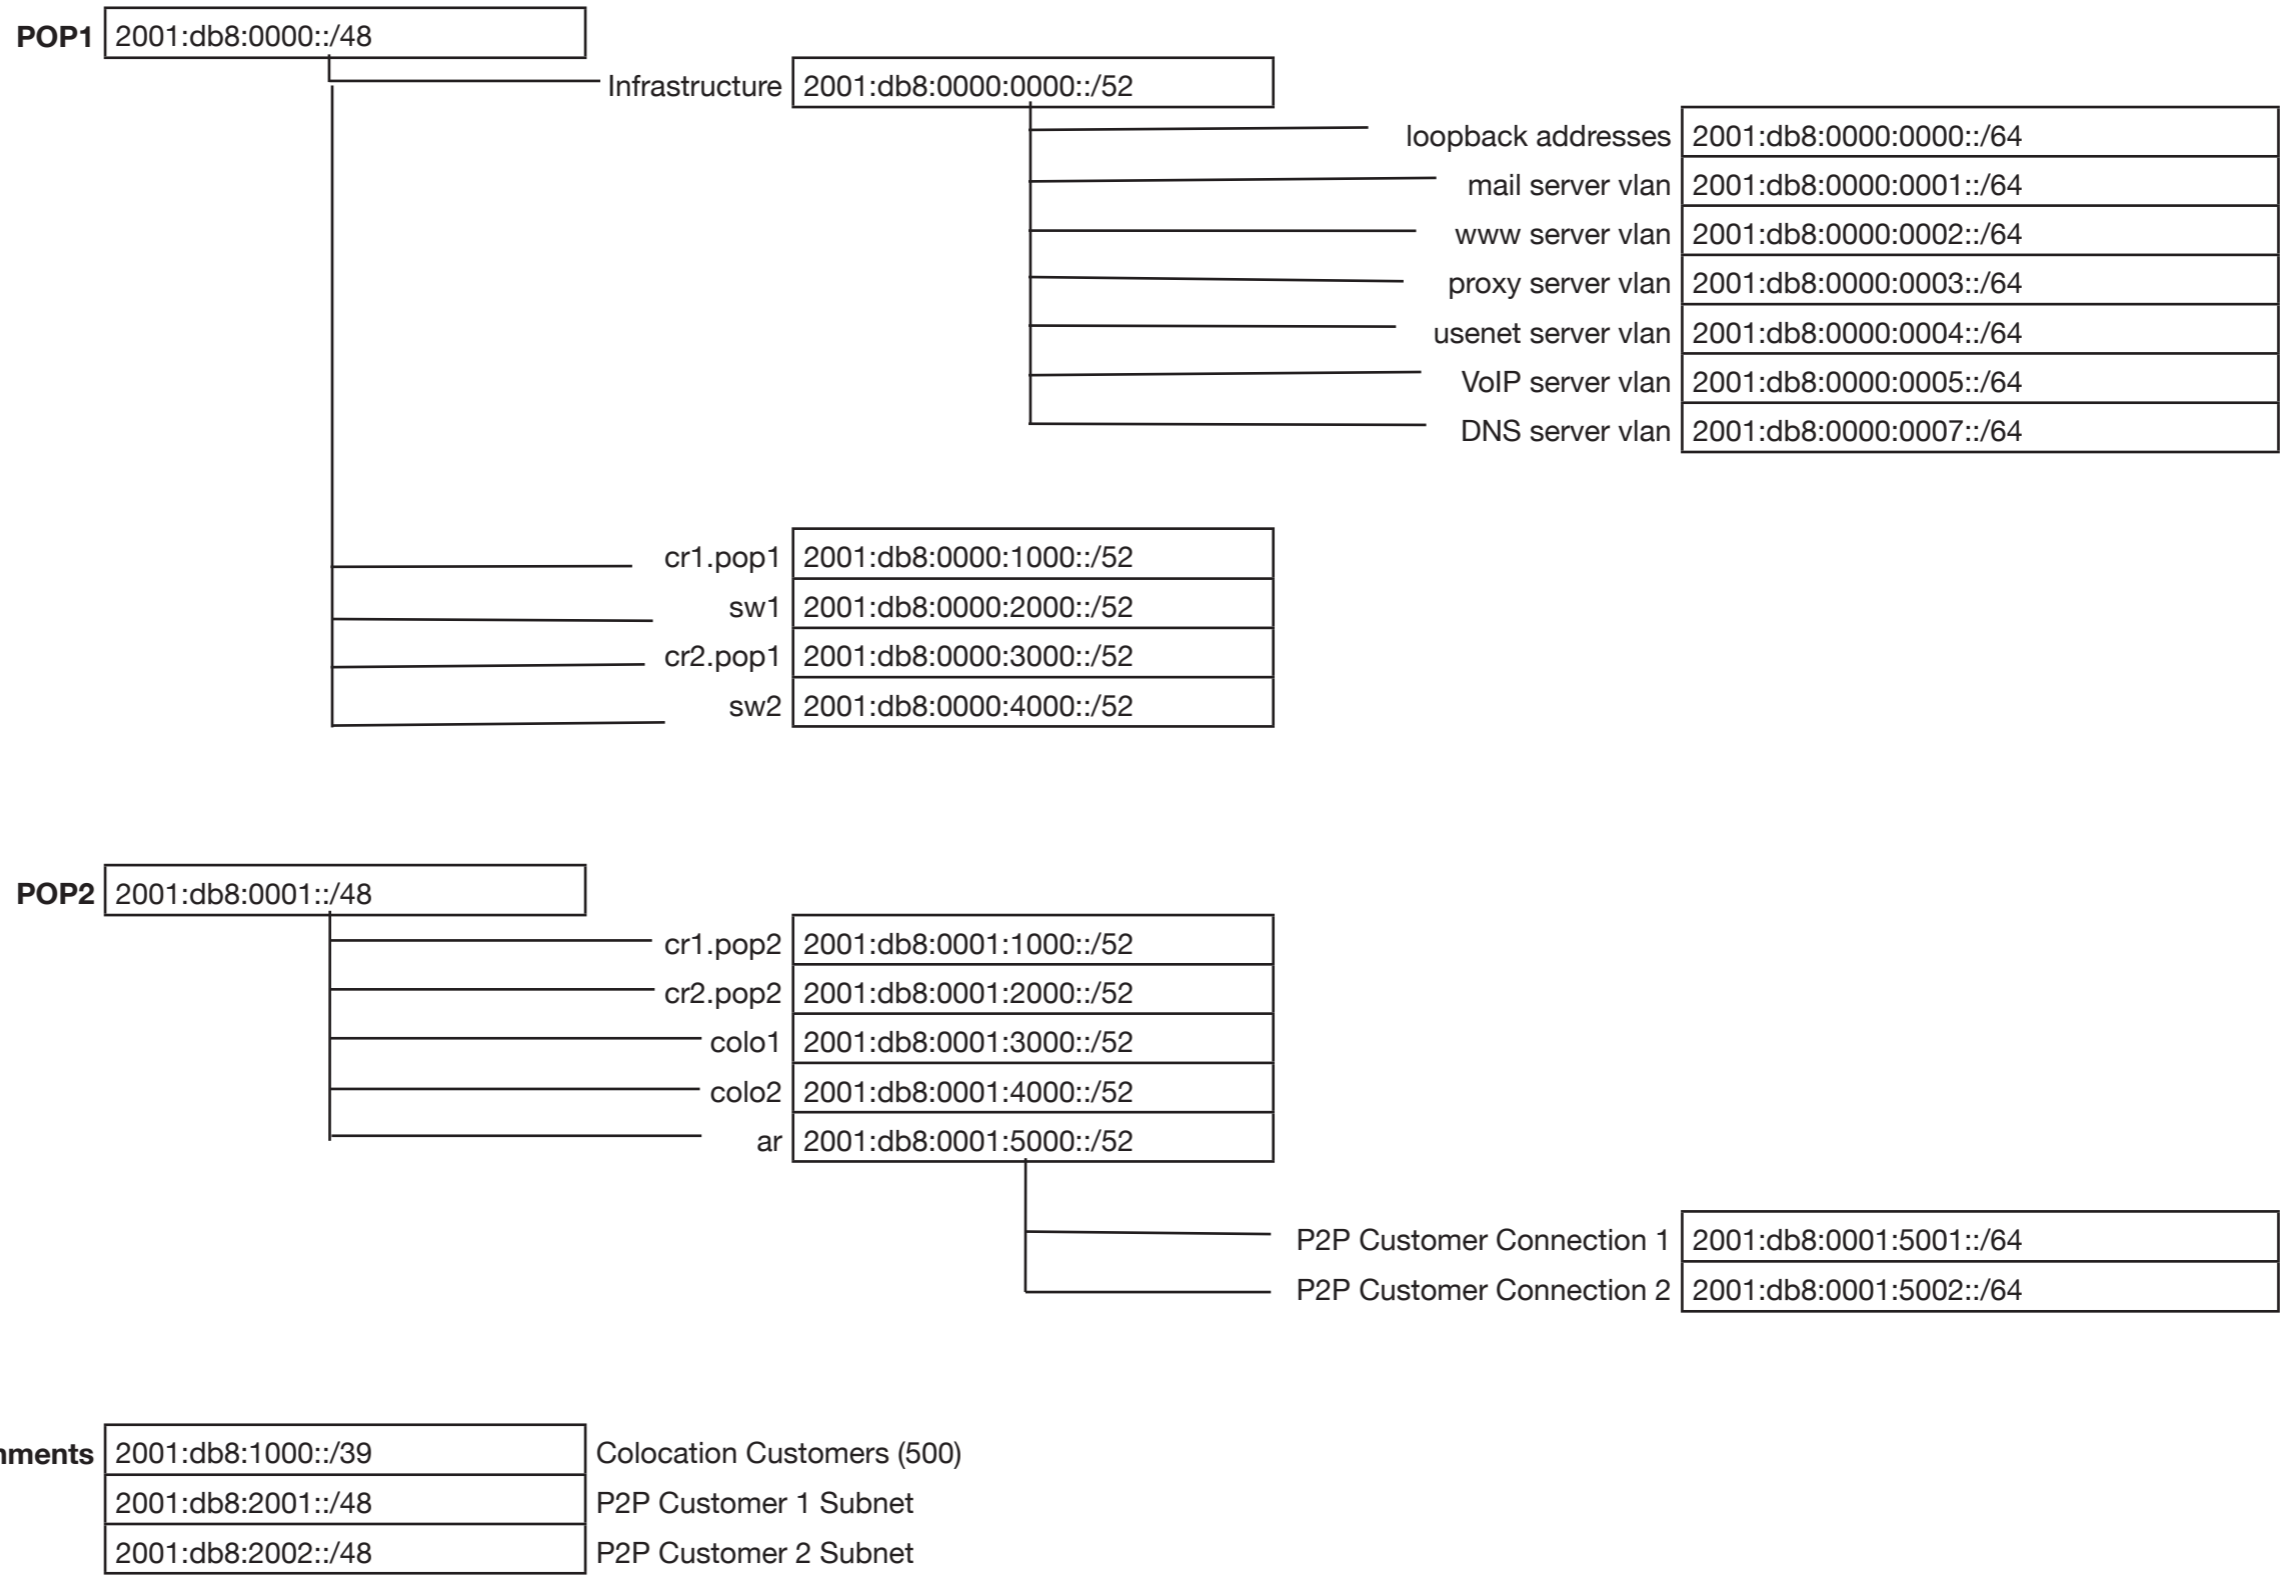 POP1 2001:db8:0000::/48
Infrastructure 2001:db8:0000:0000::/52
loopback addresses 2001:db8:0000:0000::/64
mail server vlan 2001:db8:0000:0001::/64
www server vlan 2001:db8:0000:0002::/64
proxy server vlan 2001:db8:0000:0003::/64
usenet server vlan 2001:db8:0000:0004::/64
VoIP server vlan 2001:db8:0000:0005::/64
DNS server vlan 2001:db8:0000:0007::/64
cr1.pop1 2001:db8:0000:1000::/52
sw1 2001:db8:0000:2000::/52
cr2.pop1 2001:db8:0000:3000::/52
sw2 2001:db8:0000:4000::/52
POP2 2001:db8:0001::/48
cr1.pop2 2001:db8:0001:1000::/52
cr2.pop2 2001:db8:0001:2000::/52
colo1 2001:db8:0001:3000::/52
colo2 2001:db8:0001:4000::/52
ar 2001:db8:0001:5000::/52
P2P Customer Connection 1 2001:db8:0001:5001::/64
P2P Customer Connection 2 2001:db8:0001:5002::/64
2001:db8:1000::/39 Colocation Customers (500)
2001:db8:2001::/48 P2P Customer 1 Subnet
2001:db8:2002::/48 P2P Customer 2 Subnet